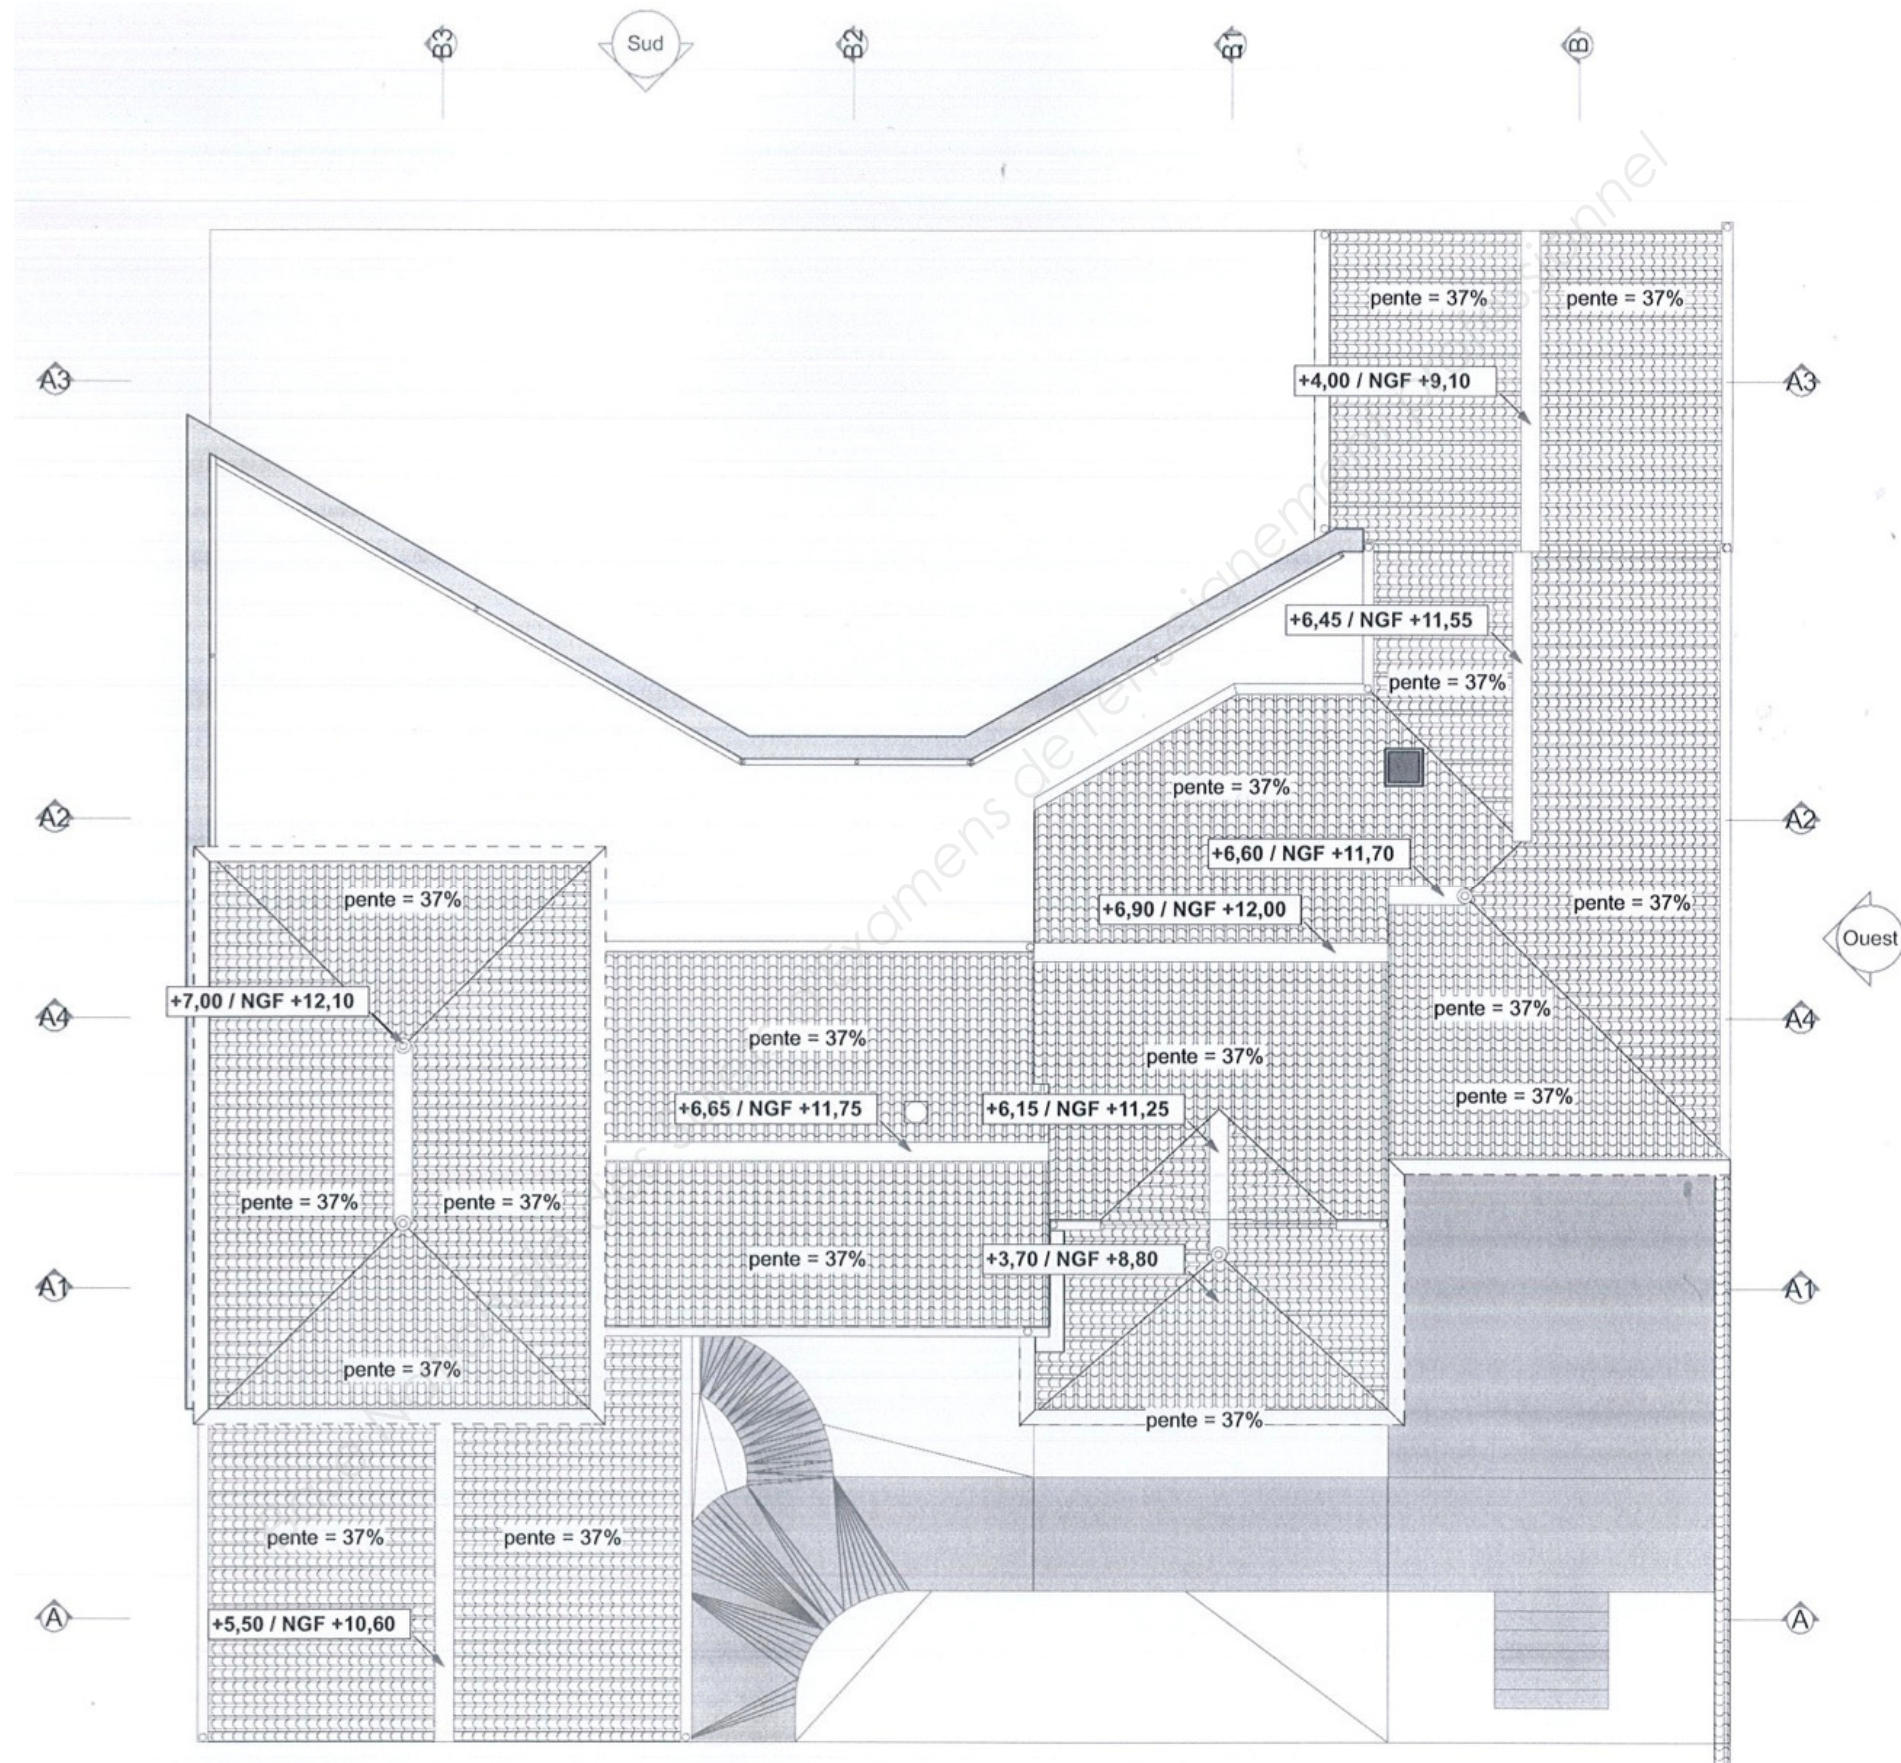 B3
Sud
B2
B1
B
pente = 37%
pente = 37%
A3
+4,00 / NGF +9,10
A3
+6,45 / NGF +11,55
pente = 37%
pente = 37%
A2
A2
+6,60 / NGF +11,70
pente = 37%
pente = 37%
+6,90 / NGF +12,00
Ouest
+7,00 / NGF +12,10
A4
pente = 37%
A4
pente = 37%
pente = 37%
pente = 37%
+6,65 / NGF +11,75
+6,15 / NGF +11,25
pente = 37%
pente = 37%
A1
pente = 37%
+3,70 / NGF +8,80
A1
pente = 37%
pente = 37%
pente = 37%
pente = 37%
A
+5,50 / NGF +10,60
A
Examens de l'enseignement